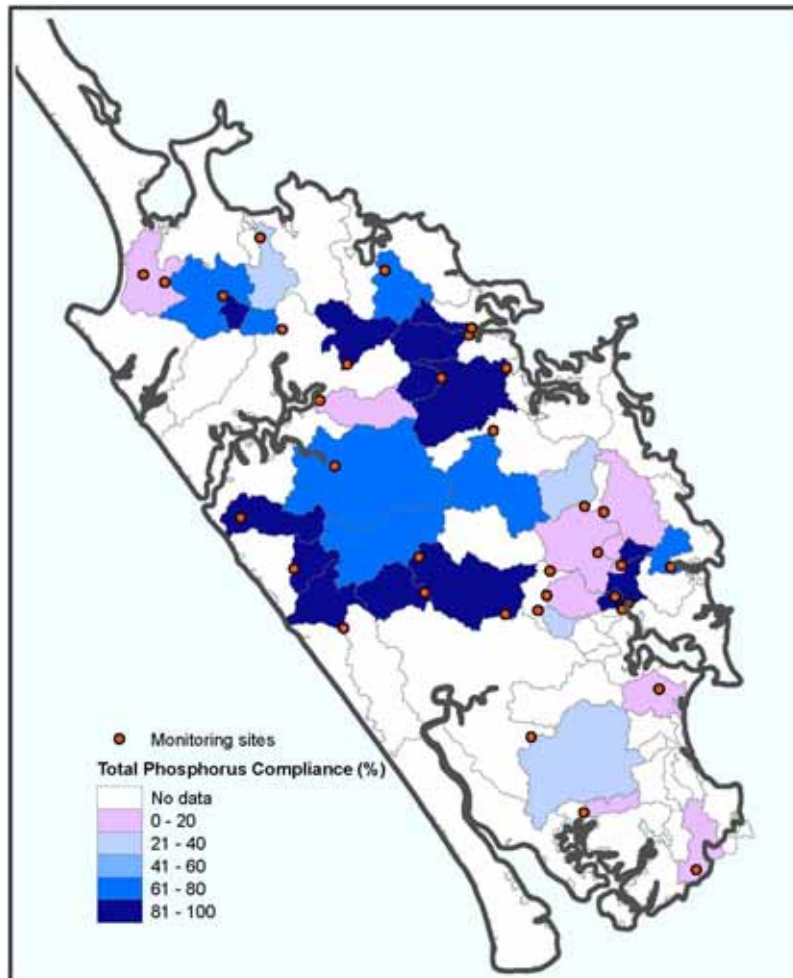 Monitoring sites
Total Phosphorus Compliance (%)
No data
0 - 20
21 - 40
41 - 60
61 - 80
81 - 100